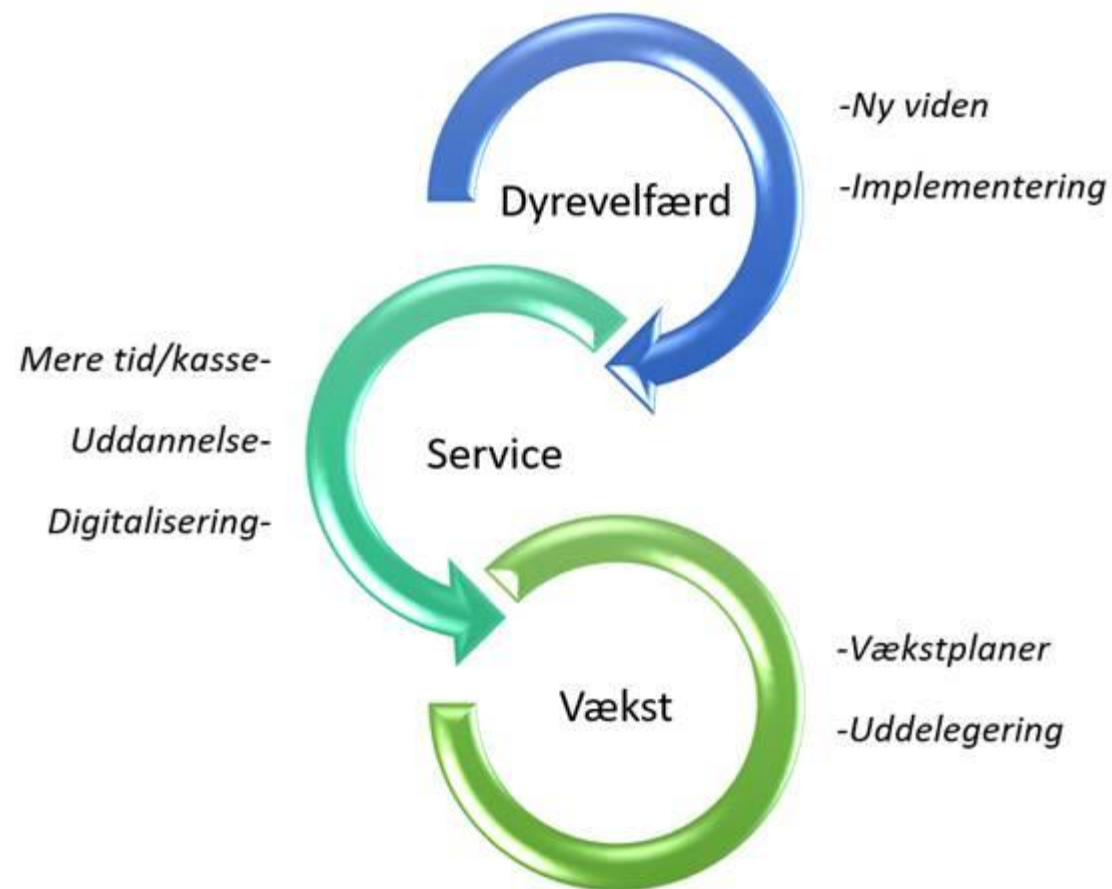 -Ny viden
-Implementering
Dyrevelfærd
Mere tid/kasse-
Uddannelse-
Digitalisering-
Service
-Vækstplaner
-Uddelegering
Vækst